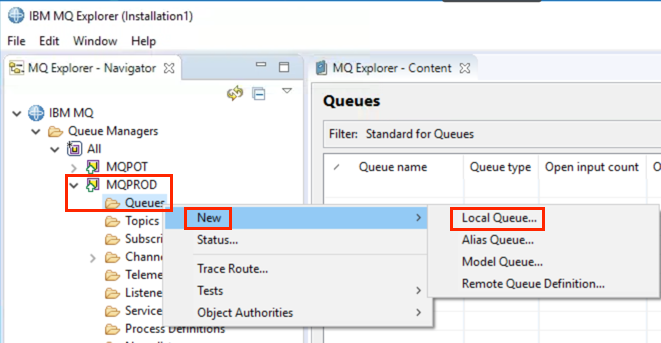 IBM MQ Explorer (Installation1)
File Edit Window Help
MQ Explorer - Navigator
IBM MQ
Queue Managers
All
MQPOT
MQPROD
Queues
Topics
Subscri
Channe
Teleme
Listene
Service
Process Definitions
MQ Explorer - Content
Queues
Filter: Standard for Queues
Queue name Queue type Open input count O
New
Status...
Trace Route...
Tests
Object Authorities
Local Queue...
Alias Queue...
Model Queue...
Remote Queue Definition...